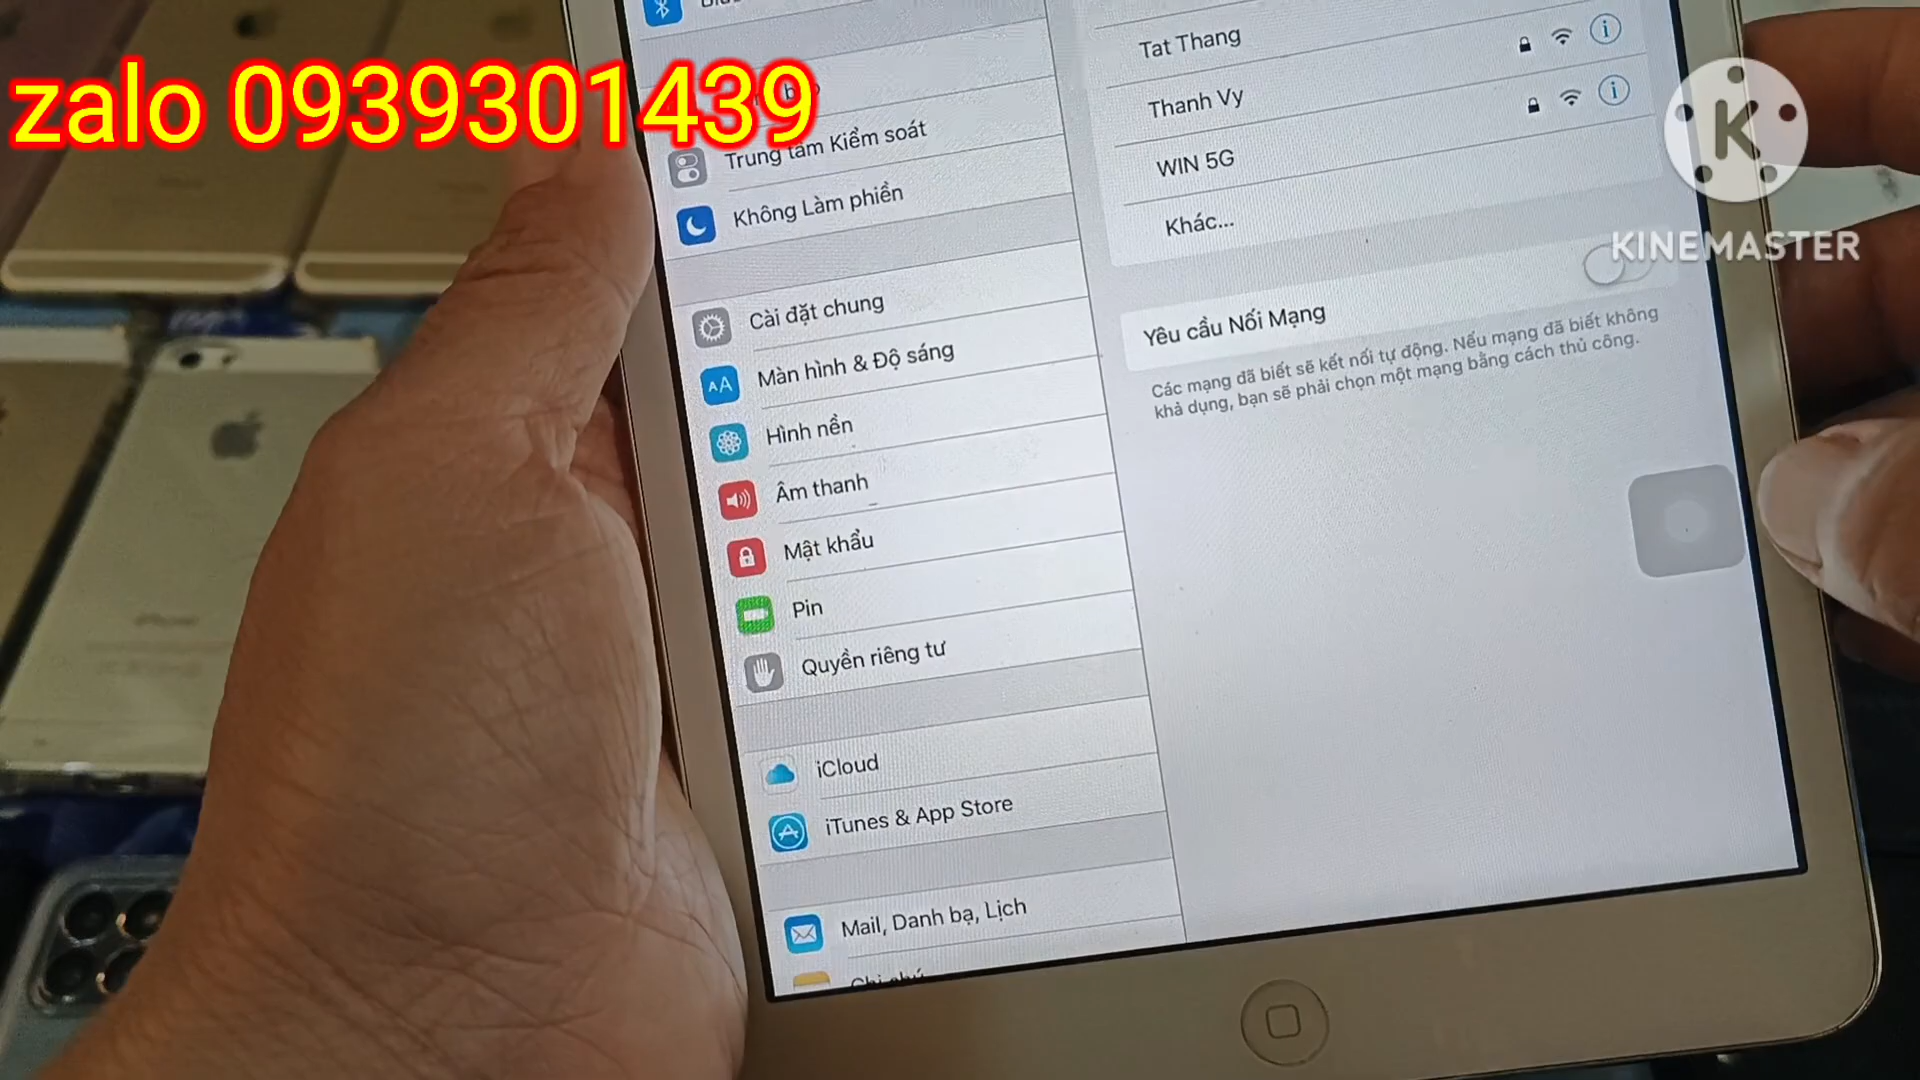 zalo 0939301439
Trung tâm Kiểm soát
Không Làm phiền
Cài đặt chung
AA
Màn hình & Độ sáng
Hình nền
Âm thanh
Mật khẩu
Pin
Quyền riêng tư
iCloud
iTunes & App Store
Mail, Danh bạ, Lịch
Tat Thang
Thanh Vy
WIN 5G
Khác...
Yêu cầu Nối Mạng
Các mạng đã biết sẽ kết nối tự động. Nếu mạng đã biết không
khả dụng, bạn sẽ phải chọn một mạng bằng cách thủ công.
K
KINEMASTER
iPhone